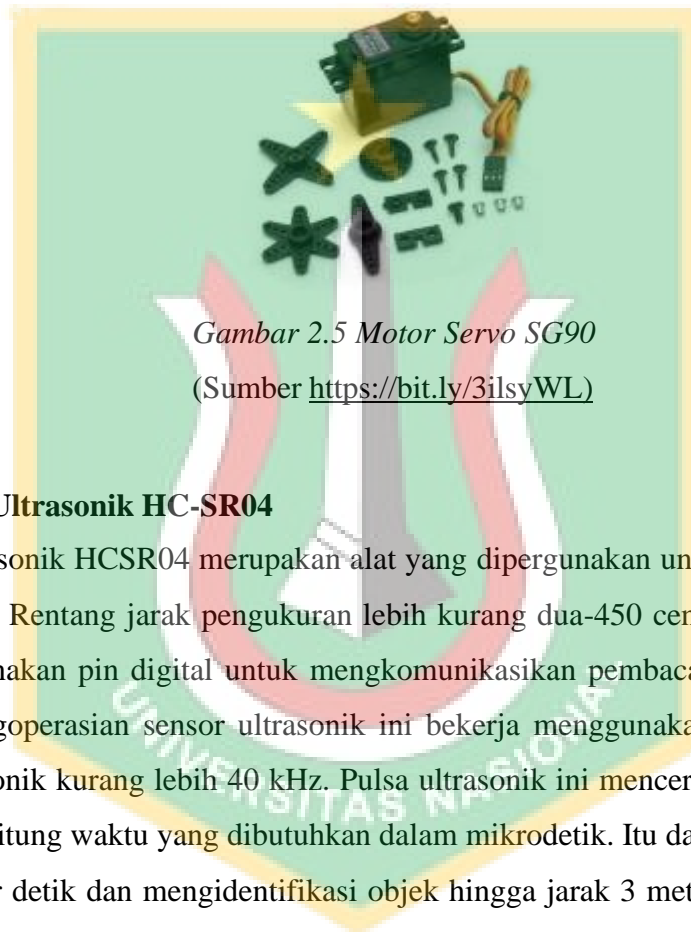 Gambar 2.5 Motor Servo SG90
(Sumber https://bit.ly/3ilsyWL)
Ultrasonik HC-SR04
sonik HCSR04 merupakan alat yang dipergunakan un
Rentang jarak pengukuran lebih kurang dua-450 cen
nakan pin digital untuk mengkomunikasikan pembaca
goperasian sensor ultrasonik ini bekerja menggunaka
onik kurang lebih 40 kHz. Pulsa ultrasonik ini mencer
itung waktu yang dibutuhkan dalam mikrodetik. Itu da
r detik dan mengidentifikasi objek hingga jarak 3 met
UNIVERSITAS NASIONAL